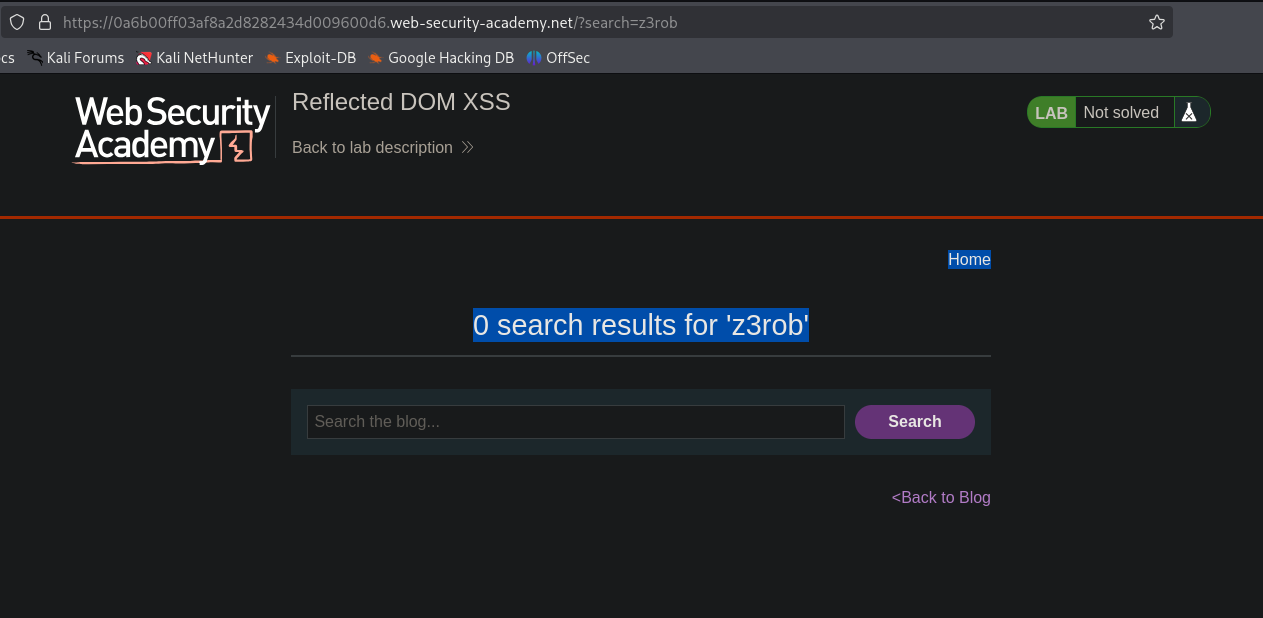 https://0a6b00ff03af8a2d8282434d009600d6.web-security-academy.net/?search=z3rob
cs Kali Forums Kali NetHunter Exploit-DB Google Hacking DB OffSec
Web Security
Academy
Reflected DOM XSS
Back to lab description
LAB Not solved
Home
0 search results for 'z3rob'
Search the blog...
Search
<Back to Blog